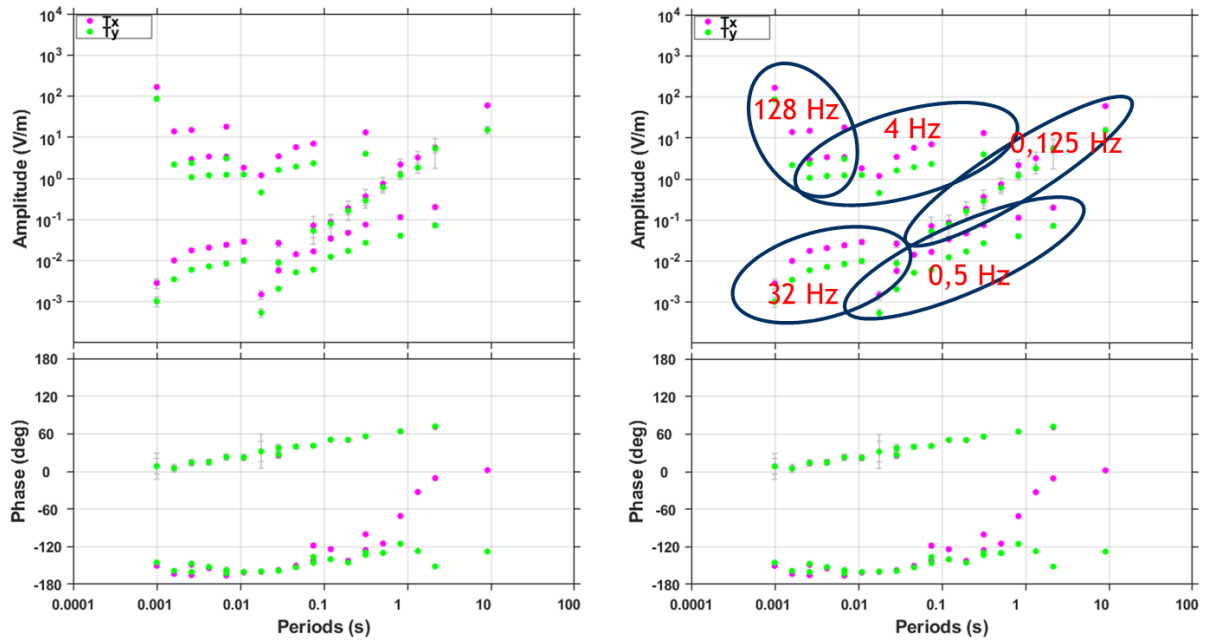 10^4
10^3
10^2
10^1
10^0
10^-1
10^-2
10^-3
Amplitude (V/m)
Tx
Ty
180
120
60
0
-60
-120
-180
Phase (deg)
0.0001
0.001
0.01
0.1
1
10
100
Periods (s)
10^4
10^3
10^2
10^1
10^0
10^-1
10^-2
10^-3
Amplitude (V/m)
Tx
Ty
128 Hz
4 Hz
0,125 Hz
32 Hz
0,5 Hz
180
120
60
0
-60
-120
-180
Phase (deg)
0.0001
0.001
0.01
0.1
1
10
100
Periods (s)